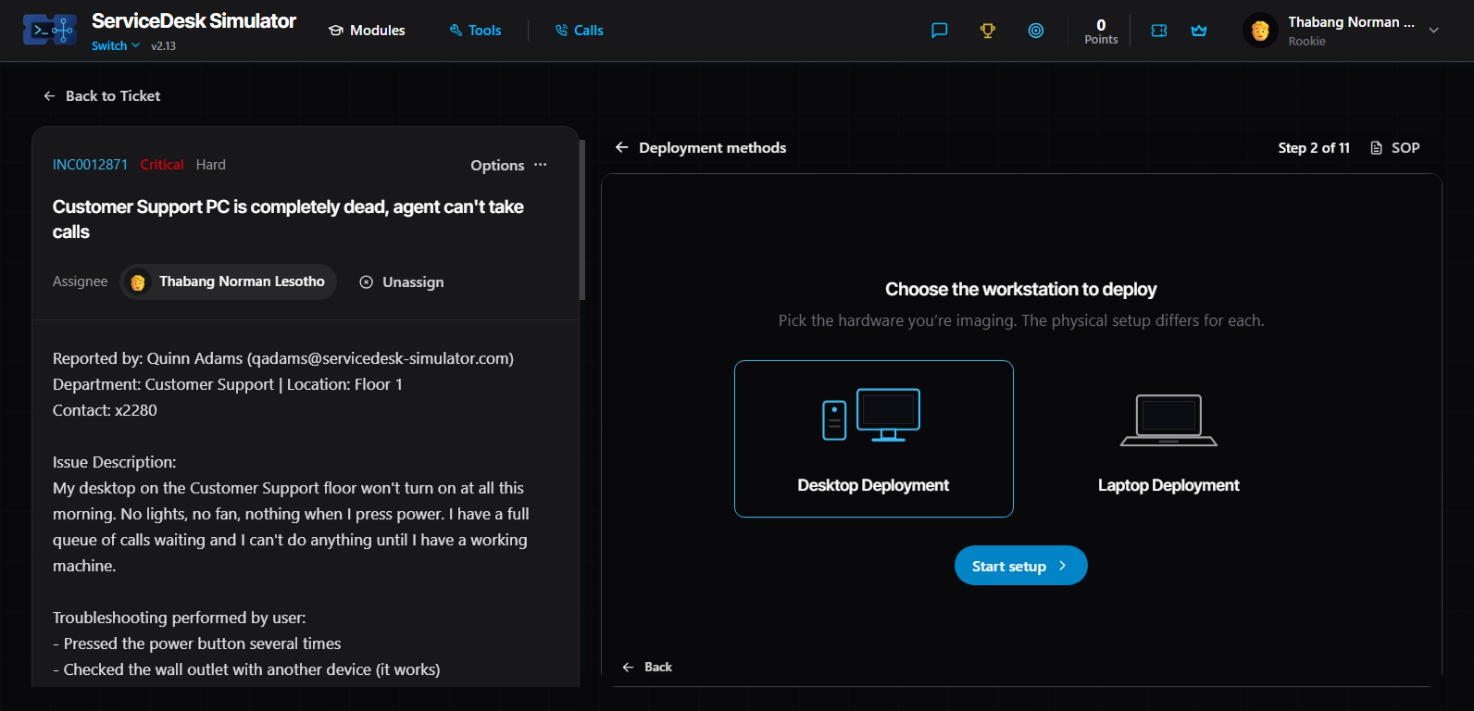 ServiceDesk Simulator
Switch v2.13
Modules
Tools
Calls
0
Points
Thabang Norman ...
Rookie
Back to Ticket
INC0012871 Critical Hard
Options ...
Customer Support PC is completely dead, agent can't take
calls
Assignee Thabang Norman Lesotho Unassign
Reported by: Quinn Adams (qadams@servicedesk-simulator.com)
Department: Customer Support | Location: Floor 1
Contact: x2280
Issue Description:
My desktop on the Customer Support floor won't turn on at all this
morning. No lights, no fan, nothing when I press power. I have a full
queue of calls waiting and I can't do anything until I have a working
machine.
Troubleshooting performed by user:
- Pressed the power button several times
- Checked the wall outlet with another device (it works)
Deployment methods
Step 2 of 11 SOP
Choose the workstation to deploy
Pick the hardware you’re imaging. The physical setup differs for each.
Desktop Deployment
Laptop Deployment
Start setup
Back